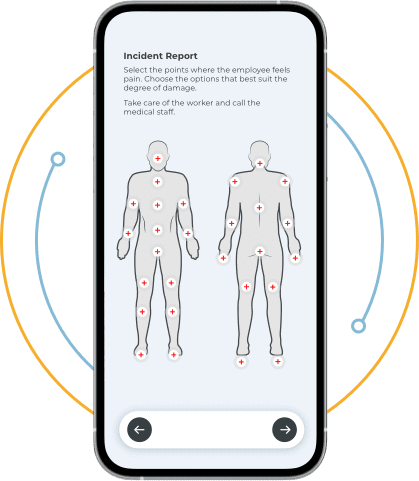 Incident Report
Select the points where the employee feels
pain. Choose the options that best suit the
degree of damage.
Take care of the worker and call the
medical staff.